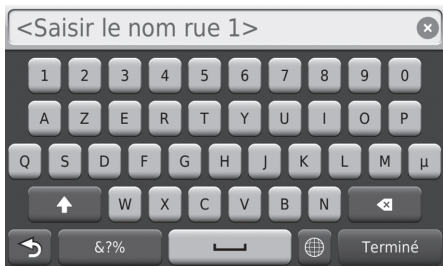 <Saisir le nom rue 1>
1 2 3 4 5 6 7 8 9 0
A Z E R T Y U I O P
Q S D F G H J K L M µ
W X C V B N
&?% Terminé